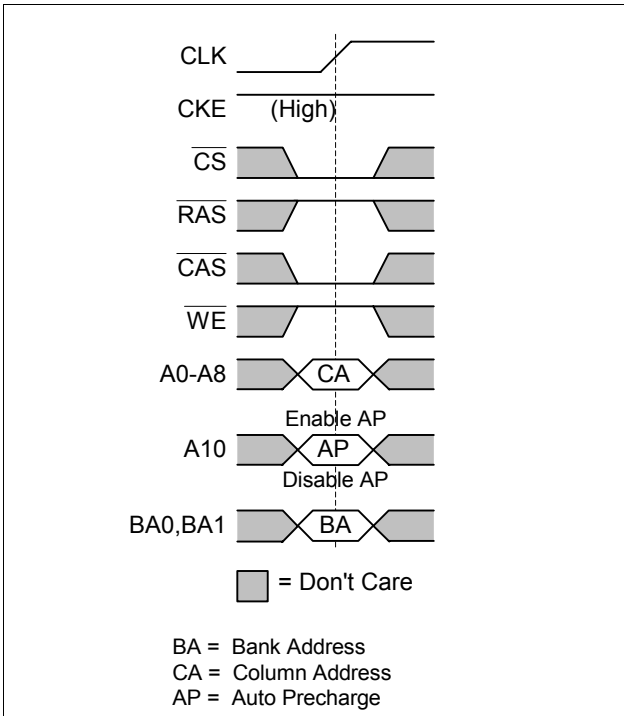 CLK
CKE (High)
CS
RAS
CAS
WE
A0-A8 CA
Enable AP
A10 AP
Disable AP
BA0,BA1 BA
= Don't Care
BA = Bank Address
CA = Column Address
AP = Auto Precharge